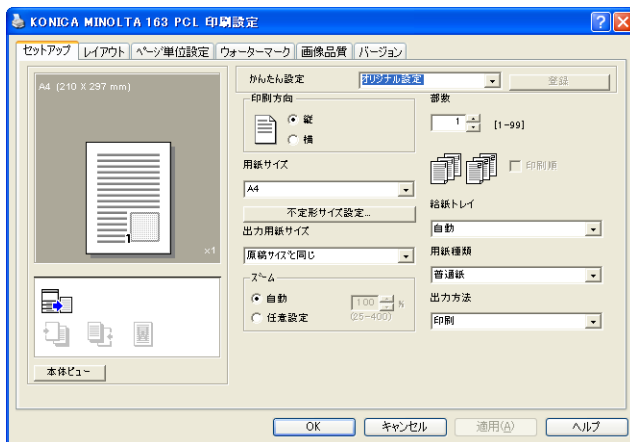 KONICA MINOLTA 163 PCL 印刷設定
セットアップ レイアウト ページ単位設定 ウォーターマーク 画像品質 バージョン
A4 (210 X 297 mm)
1
×1
本体ビュー
かんたん設定 オリジナル設定 登録
印刷方向
縦
横
用紙サイズ
A4
不定形サイズ設定...
出力用紙サイズ
原稿サイズと同じ
ズーム
自動
任意設定
100 %
(25-400)
部数
1 [1-99]
印刷順
給紙トレイ
自動
用紙種類
普通紙
出力方法
印刷
OK キャンセル 適用(A) ヘルプ